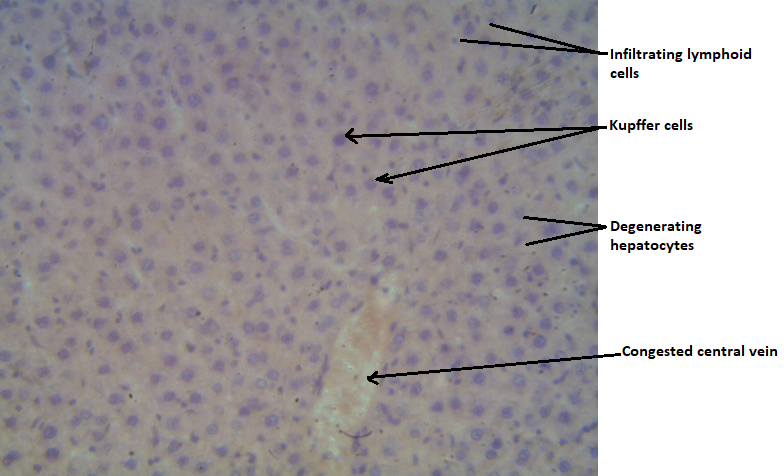 Infiltrating lymphoid
cells
Kupffer cells
Degenerating
hepatocytes
Congested central vein